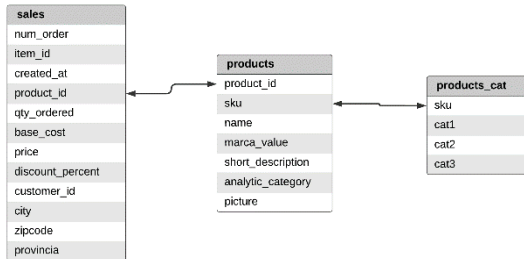 sales
num_order
item_id
created_at
product_id
qty_ordered
base_cost
price
discount_percent
customer_id
city
zipcode
provincia
products
product_id
sku
name
marca_value
short_description
analytic_category
picture
products_cat
sku
cat1
cat2
cat3